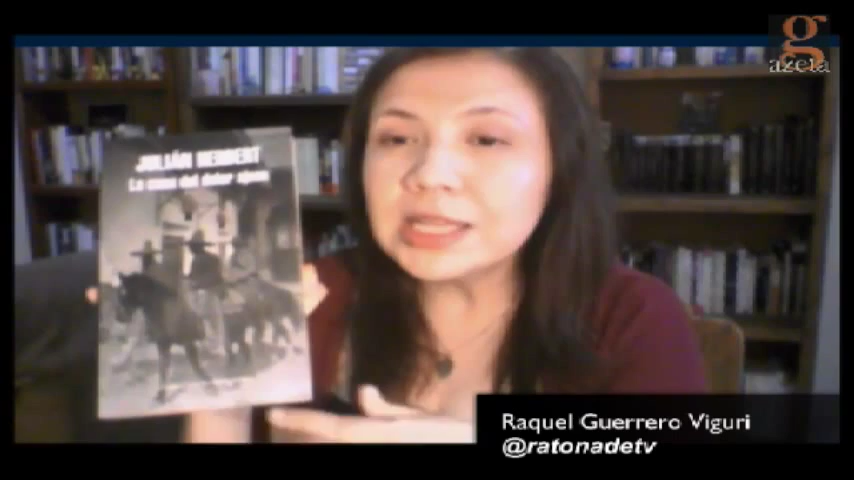 g
azeta
JULIÁN HERBERT
La casa del dolor ajeno
Raquel Guerrero Viguri
@ratonadetv